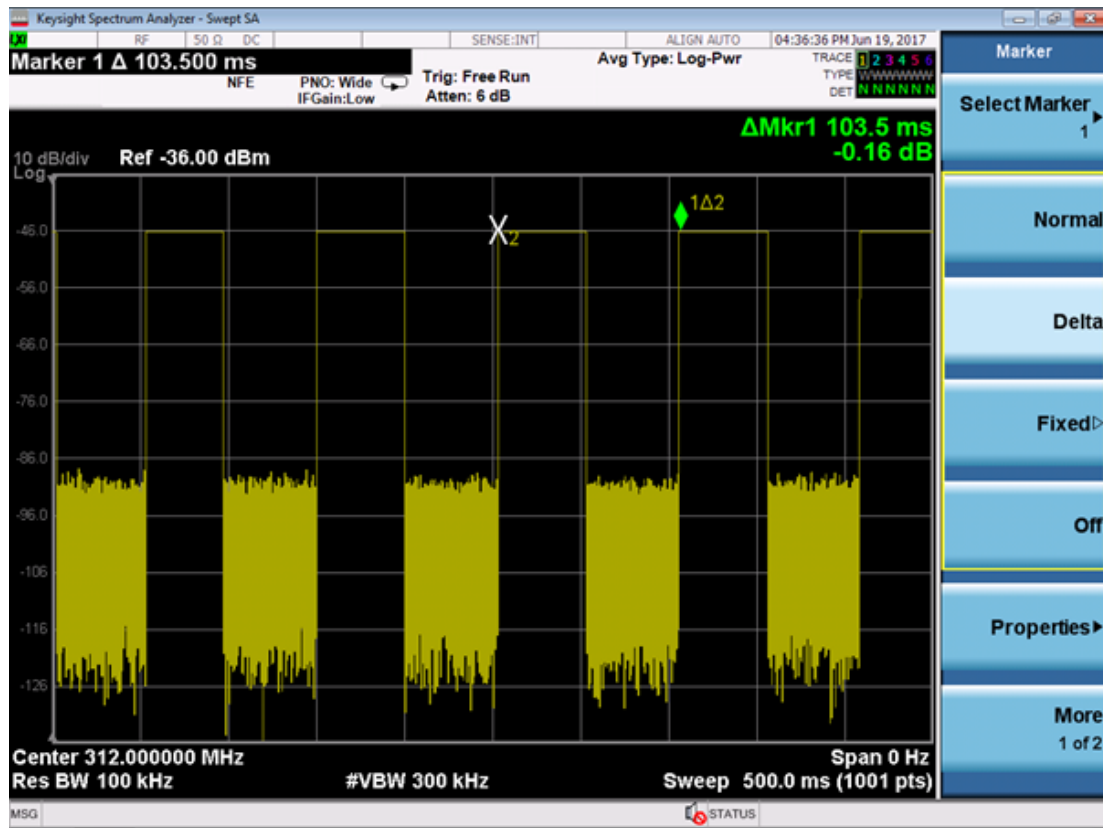 Keysight Spectrum Analyzer - Swept SA
LXI RF 50 Ω DC SENSE:INT ALIGN AUTO 04:36:36 PM Jun 19, 2017
Marker 1 Δ 103.500 ms
NFE
PNO: Wide
IFGain:Low
Trig: Free Run
Atten: 6 dB
Avg Type: Log-Pwr
TRACE 1 2 3 4 5 6
TYPE WWWWWW
DET N N N N N N
ΔMkr1 103.5 ms
-0.16 dB
10 dB/div Ref -36.00 dBm
Log
1Δ2
X2
-46.0
-56.0
-66.0
-76.0
-86.0
-96.0
-106
-116
-126
Center 312.000000 MHz Span 0 Hz
Res BW 100 kHz #VBW 300 kHz Sweep 500.0 ms (1001 pts)
MSG STATUS
Marker
Select Marker
1
Normal
Delta
Fixed
Off
Properties
More
1 of 2